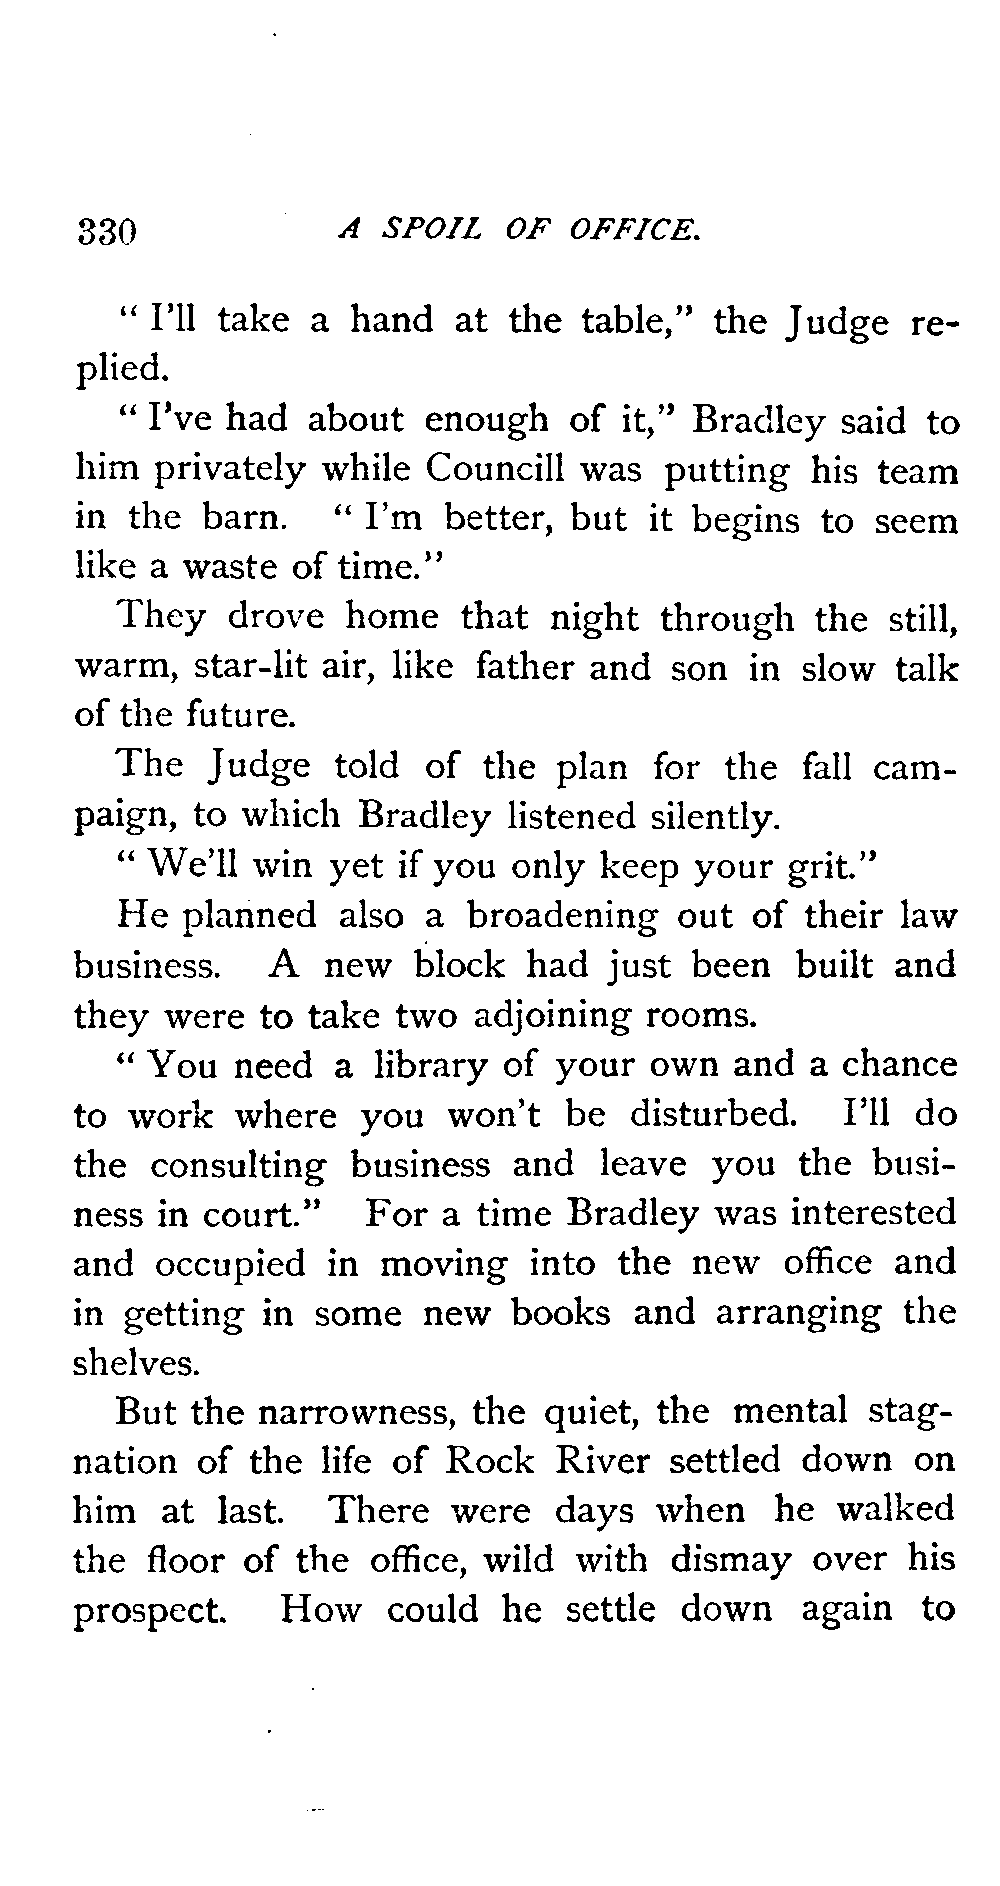 330 A SPOIL OF OFFICE.
" I'll take a hand at the table," the Judge re-
plied.
" I've had about enough of it," Bradley said to
him privately while Councill was putting his team
in the barn. " I'm better, but it begins to seem
like a waste of time."
They drove home that night through the still,
warm, star-lit air, like father and son in slow talk
of the future.
The Judge told of the plan for the fall cam-
paign, to which Bradley listened silently.
" We'll win yet if you only keep your grit."
He planned also a broadening out of their law
business. A new block had just been built and
they were to take two adjoining rooms.
" You need a library of your own and a chance
to work where you won't be disturbed. I'll do
the consulting business and leave you the busi-
ness in court." For a time Bradley was interested
and occupied in moving into the new office and
in getting in some new books and arranging the
shelves.
But the narrowness, the quiet, the mental stag-
nation of the life of Rock River settled down on
him at last. There were days when he walked
the floor of the office, wild with dismay over his
prospect. How could he settle down again to